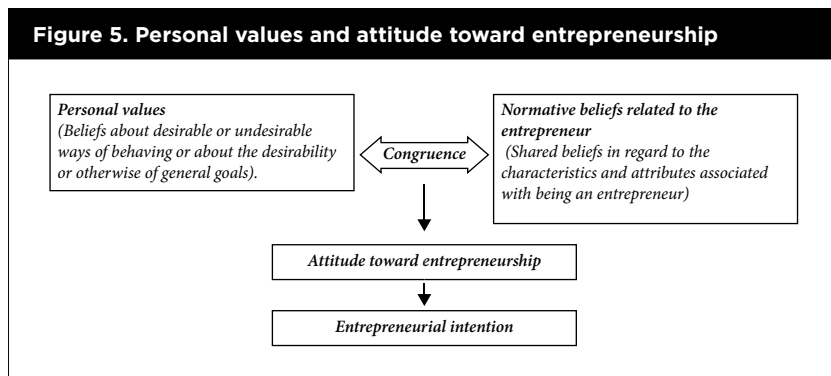 Figure 5. Personal values and attitude toward entrepreneurship
Personal values
(Beliefs about desirable or undesirable
ways of behaving or about the desirability
or otherwise of general goals).
Congruence
Normative beliefs related to the
entrepreneur
(Shared beliefs in regard to the
characteristics and attributes associated
with being an entrepreneur)
Attitude toward entrepreneurship
Entrepreneurial intention